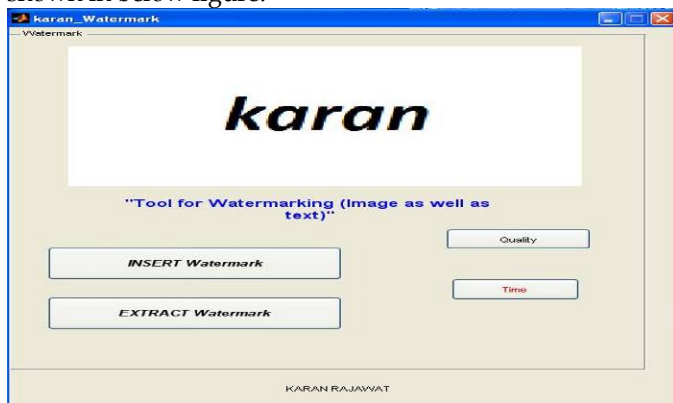 shown in below figure.
karan_Watermark
Watermark
karan
"Tool for Watermarking (Image as well as
text)"
Quality
INSERT Watermark
Time
EXTRACT Watermark
KARAN RAJAWAT